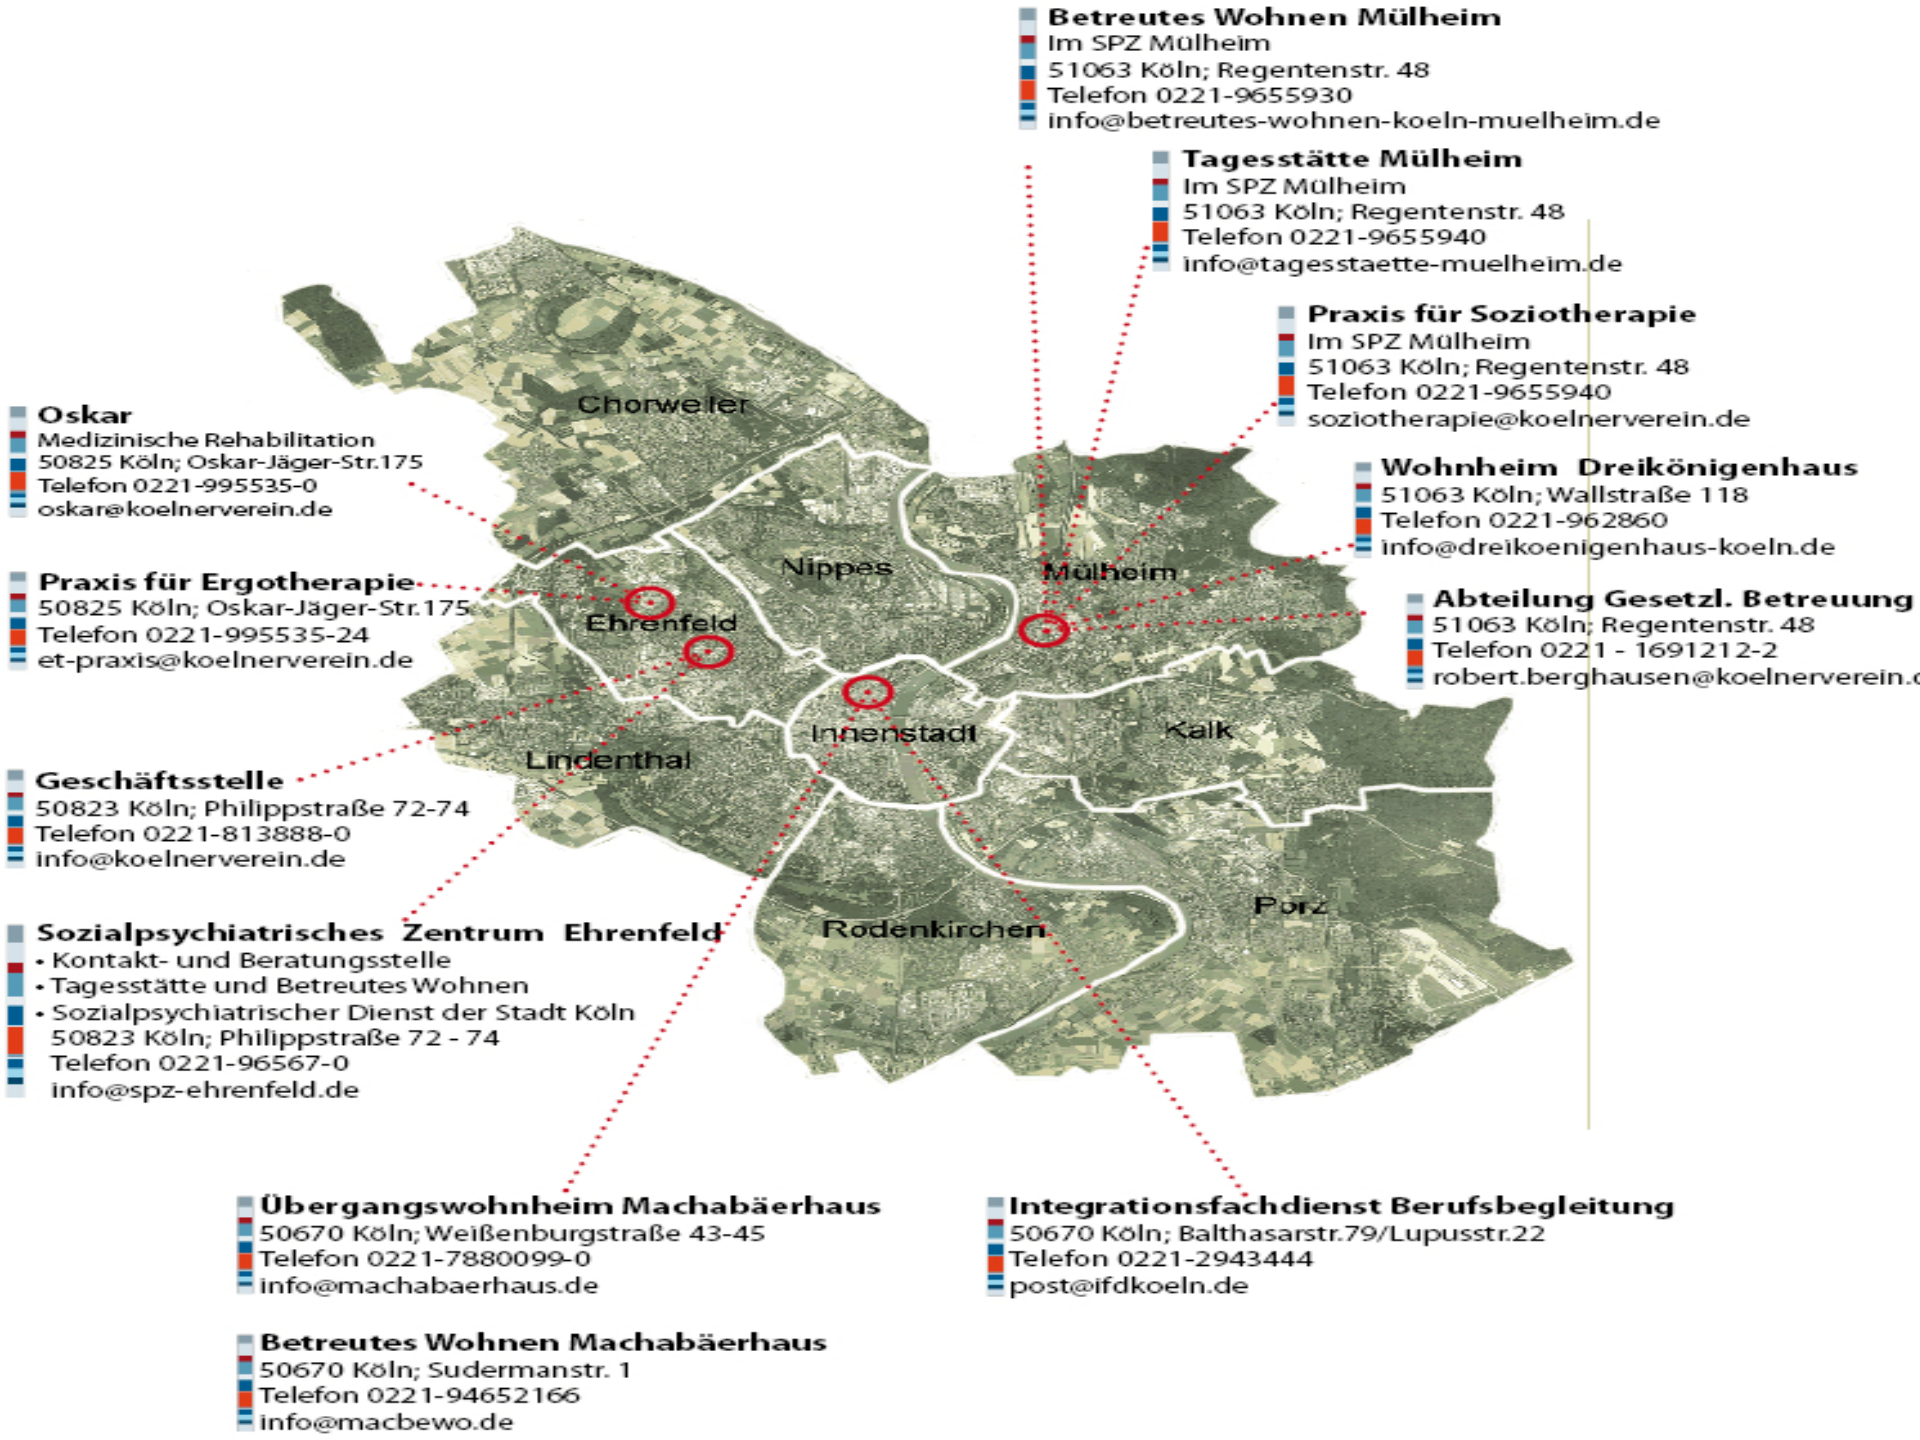 Betreutes Wohnen Mülheim
Im SPZ Mülheim
51063 Köln; Regentenstr. 48
Telefon 0221-9655930
info@betreutes-wohnen-koeln-muelheim.de
Tagesstätte Mülheim
Im SPZ Mülheim
51063 Köln; Regentenstr. 48
Telefon 0221-9655940
info@tagesstaette-muelheim.de
Praxis für Soziotherapie
Im SPZ Mülheim
51063 Köln; Regentenstr. 48
Telefon 0221-9655940
soziotherapie@koelnerverein.de
Wohnheim Dreikönigenhaus
51063 Köln; Wallstraße 118
Telefon 0221-962860
info@dreikoenigenhaus-koeln.de
Abteilung Gesetzl. Betreuung
51063 Köln; Regentenstr. 48
Telefon 0221 - 1691212-2
robert.berghausen@koelnerverein.
Oskar
Medizinische Rehabilitation
50825 Köln; Oskar-Jäger-Str.175
Telefon 0221-995535-0
oskar@koelnerverein.de
Praxis für Ergotherapie
50825 Köln; Oskar-Jäger-Str.175
Telefon 0221-995535-24
et-praxis@koelnerverein.de
Geschäftsstelle
50823 Köln; Philippstraße 72-74
Telefon 0221-813888-0
info@koelnerverein.de
Sozialpsychiatrisches Zentrum Ehrenfeld
• Kontakt- und Beratungsstelle
• Tagesstätte und Betreutes Wohnen
• Sozialpsychiatrischer Dienst der Stadt Köln
50823 Köln; Philippstraße 72 - 74
Telefon 0221-96567-0
info@spz-ehrenfeld.de
Chorweiler
Nippes
Mülheim
Ehrenfeld
Innenstadt
Kalk
Lindenthal
Porz
Rodenkirchen
Übergangswohnheim Machabäerhaus
50670 Köln; Weißenburgstraße 43-45
Telefon 0221-7880099-0
info@machabaerhaus.de
Integrationsfachdienst Berufsbegleitung
50670 Köln; Balthasarstr.79/Lupusstr.22
Telefon 0221-2943444
post@ifdkoeln.de
Betreutes Wohnen Machabäerhaus
50670 Köln; Sudermanstr. 1
Telefon 0221-94652166
info@macbewo.de